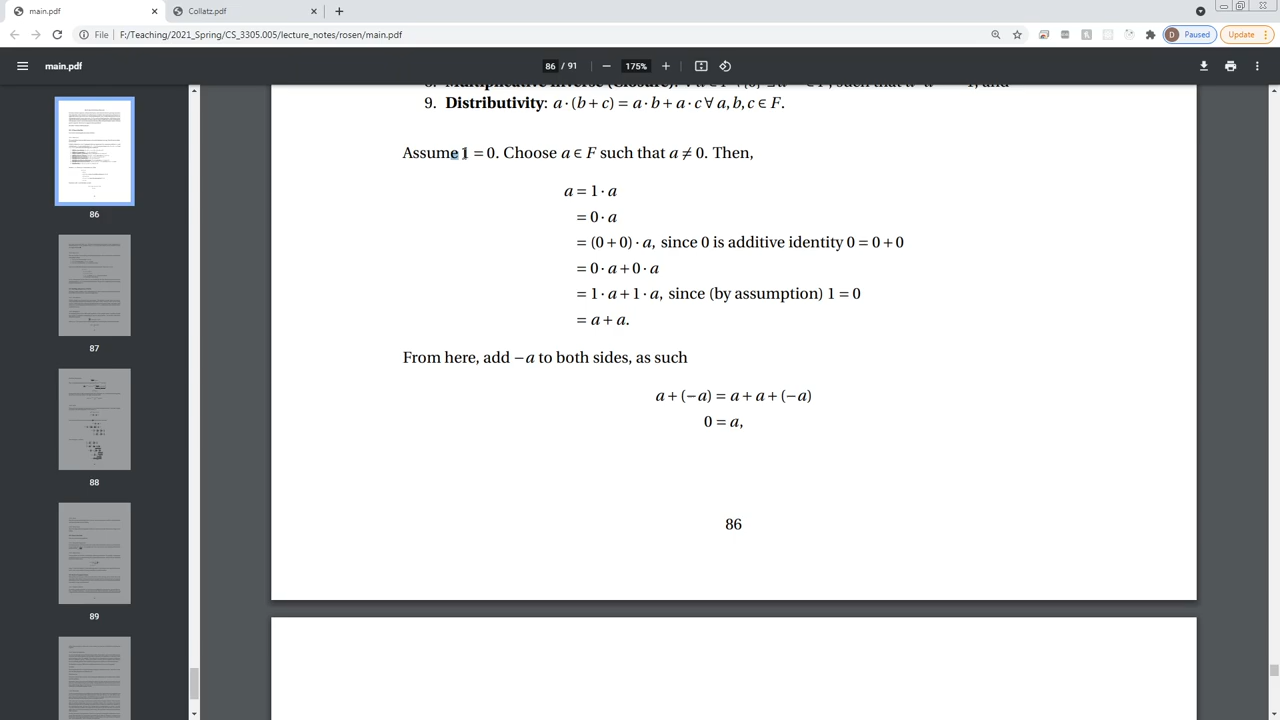 main.pdf
Collatz.pdf
File
F:/Teaching/2021_Spring/CS_3305.005/lecture_notes/rosen/main.pdf
D
Paused
Update
main.pdf
86 / 91
175%
9. Distributivity: a · (b + c) = a · b + a · c ∀ a, b, c ∈ F.
Assume 1 = 0. Choose a ∈ F such that a ≠ 0. Then,
a = 1 · a
= 0 · a
= (0 + 0) · a, since 0 is additive identity 0 = 0 + 0
= 0 · a + 0 · a
= 1 · a + 1 · a, since (by assumption) 1 = 0
= a + a.
From here, add −a to both sides, as such
a + (−a) = a + a + (−a)
0 = a,
86
86
87
88
89